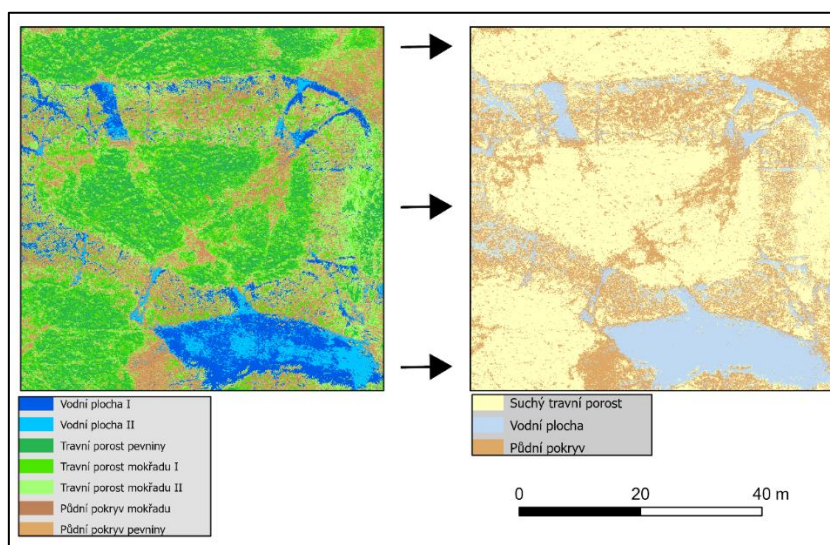 Vodní plocha I
Vodní plocha II
Travní porost pevniny
Travní porost mokřadu I
Travní porost mokřadu II
Půdní pokryv mokřadu
Půdní pokryv pevniny
Suchý travní porost
Vodní plocha
Půdní pokryv
0 20 40 m